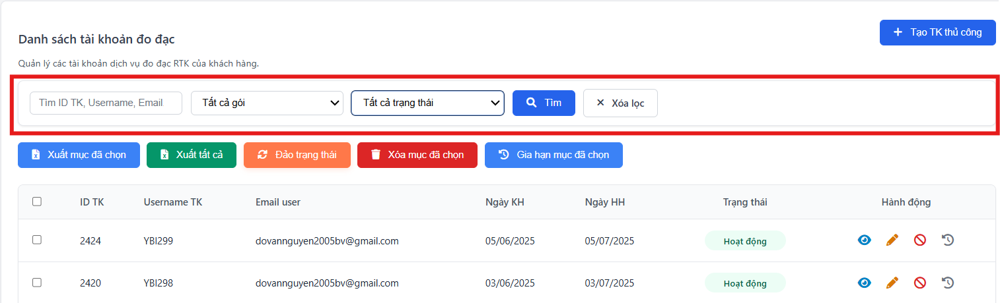 Danh sách tài khoản đo đạc
Tạo TK thủ công
Quản lý các tài khoản dịch vụ đo đạc RTK của khách hàng.
Tìm ID TK, Username, Email Tất cả gói Tất cả trạng thái Tìm Xóa lọc
Xuất mục đã chọn Xuất tất cả Đảo trạng thái Xóa mục đã chọn Gia hạn mục đã chọn
ID TK Username TK Email user Ngày KH Ngày HH Trạng thái Hành động
2424 YBI299 dovannguyen2005bv@gmail.com 05/06/2025 05/07/2025 Hoạt động
2420 YBI298 dovannguyen2005bv@gmail.com 03/06/2025 03/07/2025 Hoạt động